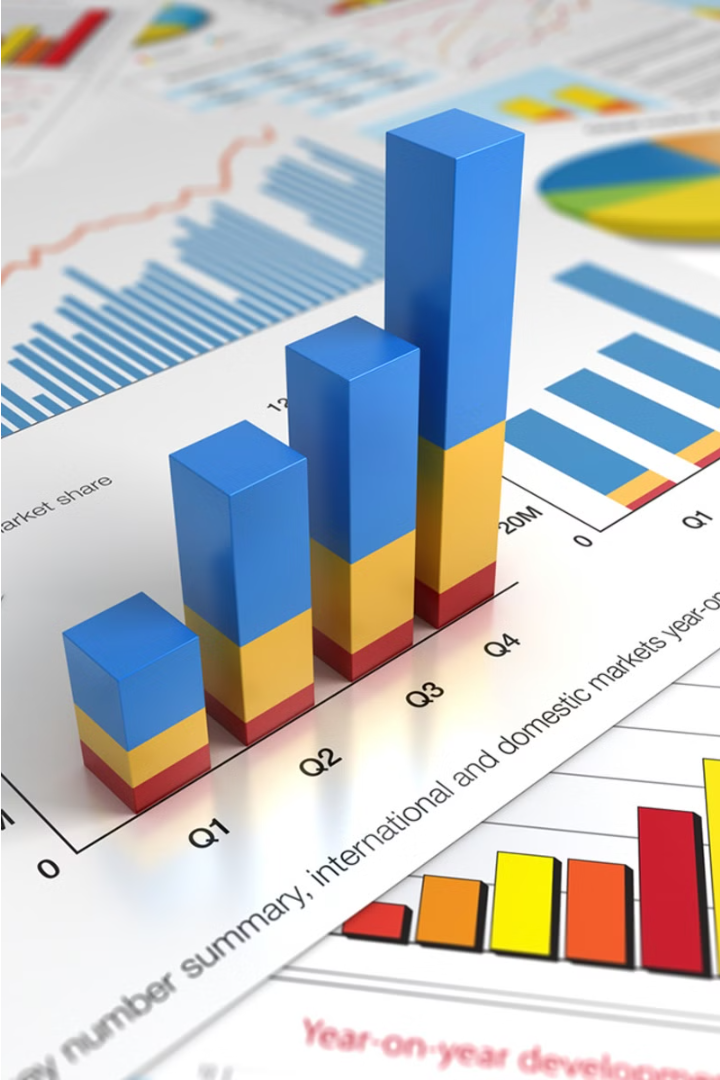 12
arket share
20M
0
Q1
Q4
Q3
Q2
Q1
0
M
y number summary, international and domestic markets year-on
Year-on-year developme